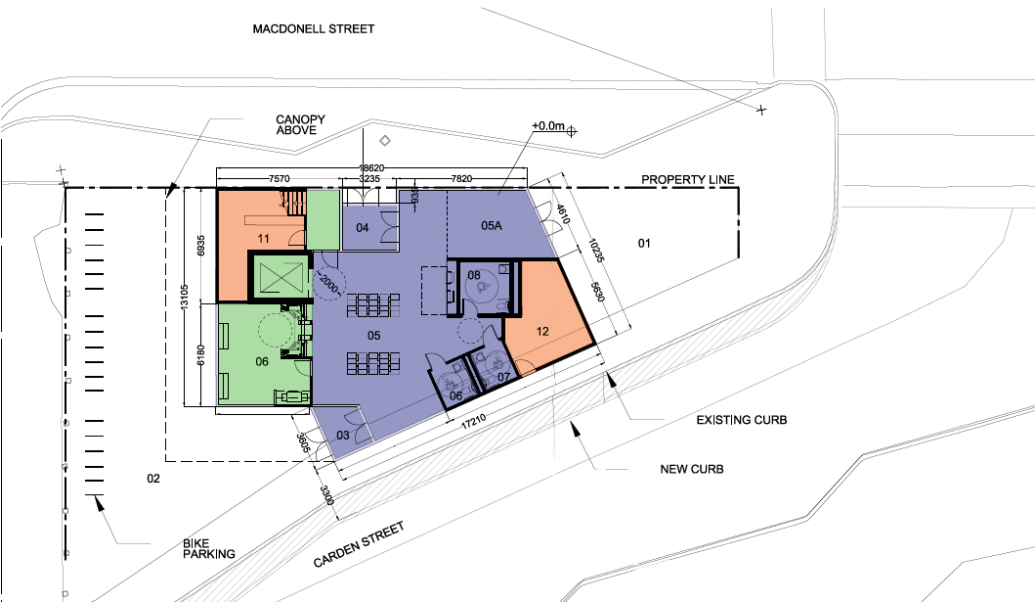 MACDONELL STREET
CANOPY
ABOVE
+0.0m
18620
7570
3235
7820
935
PROPERTY LINE
04
05A
4610
10235
01
11
6935
13105
2000
08
5630
05
12
6180
06
07
06
03
17210
3605
3300
EXISTING CURB
NEW CURB
02
BIKE
PARKING
CARDEN STREET